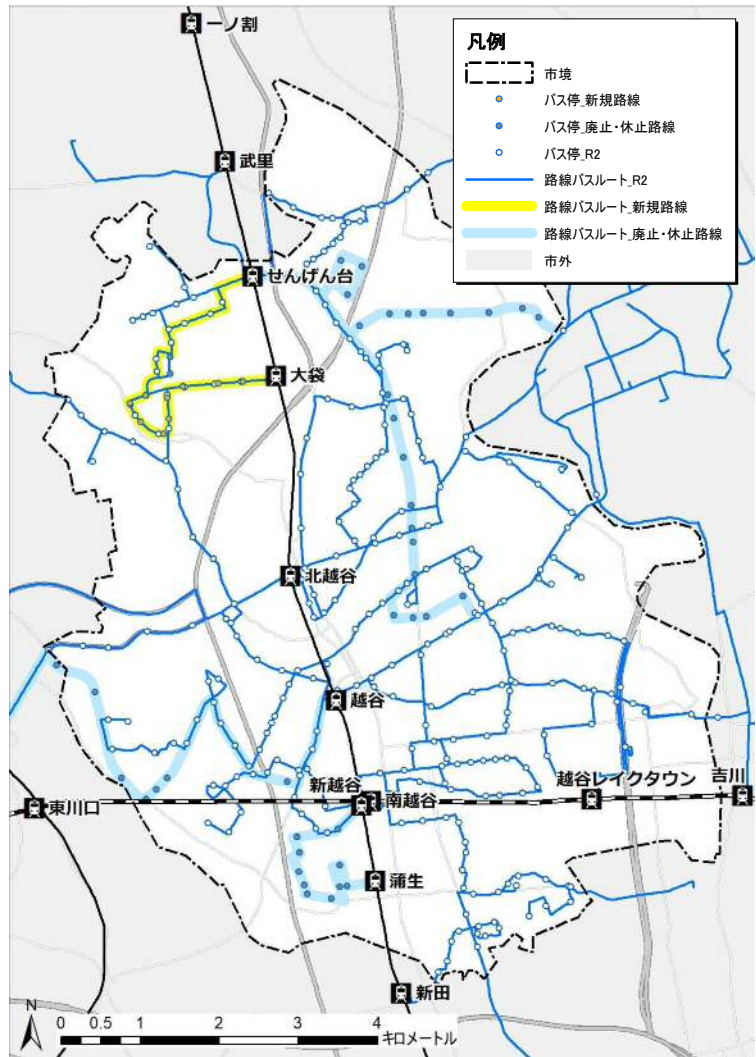 一ノ割
凡例
市境
バス停_新規路線
バス停_廃止・休止路線
バス停_R2
路線バスルート_R2
路線バスルート_新規路線
路線バスルート_廃止・休止路線
市外
武里
せんげん台
大袋
北越谷
越谷
新越谷
南越谷
越谷レイクタウン
吉川
東川口
蒲生
新田
N
0 0.5 1 2 3 4
キロメートル